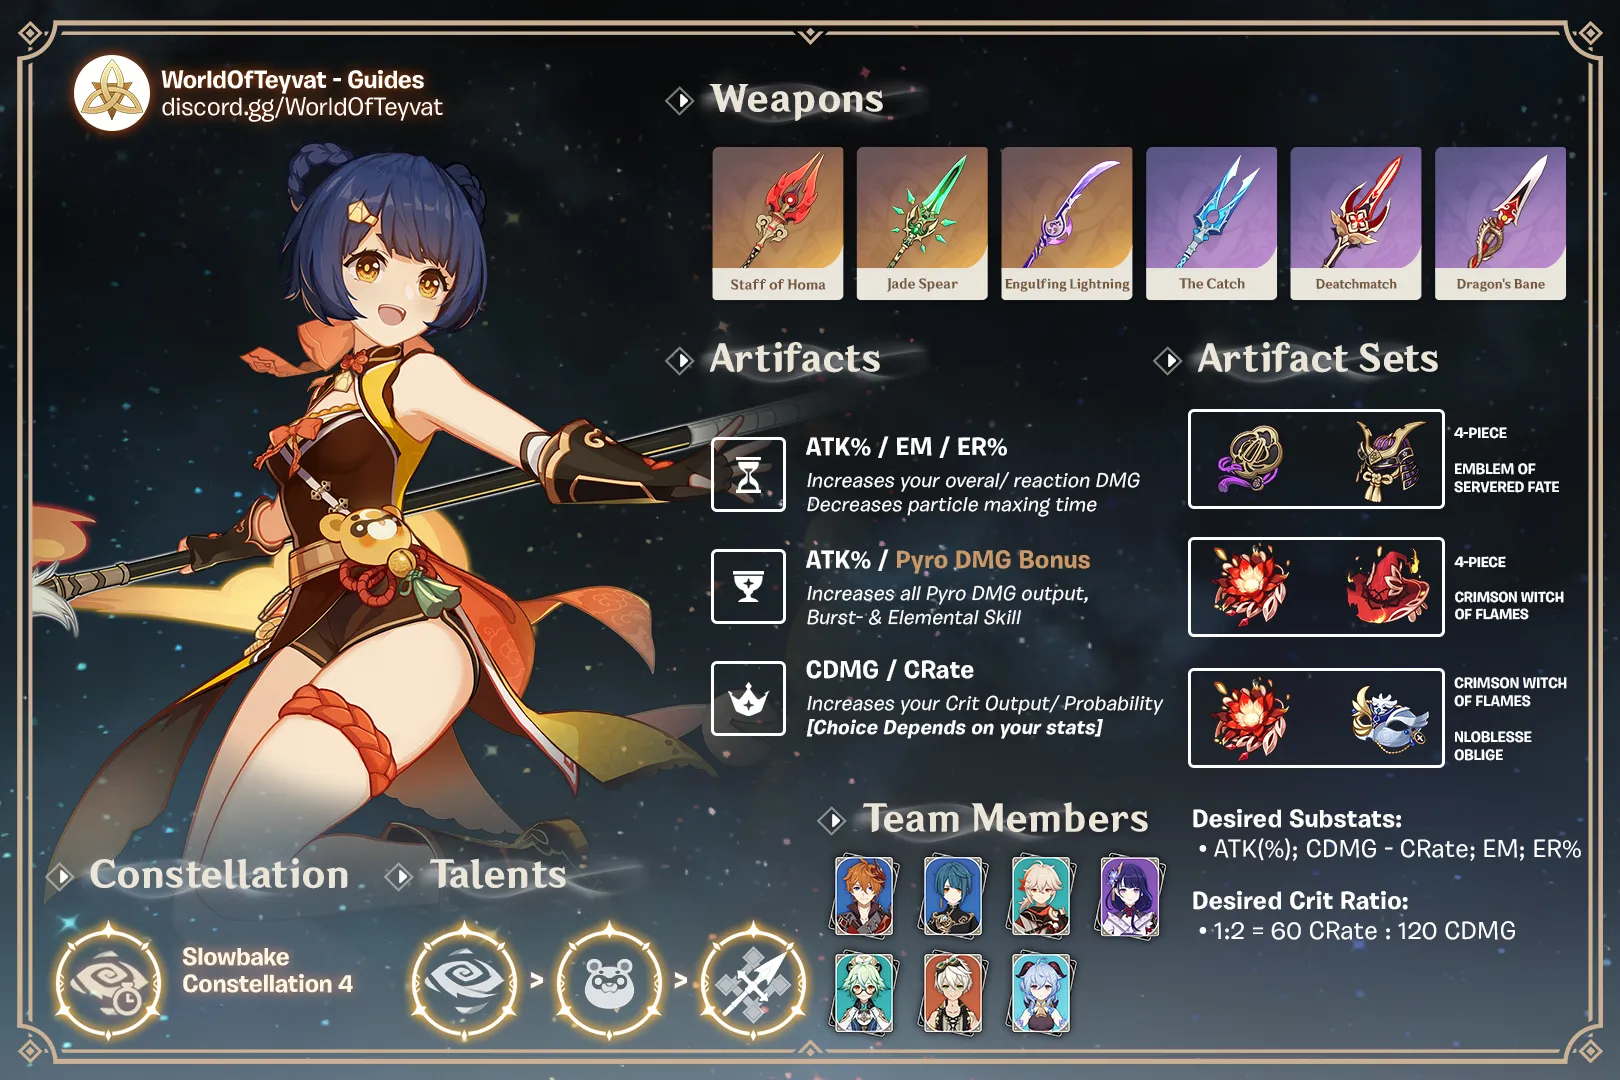 WorldOfTeyvat - Guides
discord.gg/WorldOfTeyvat
Weapons
Staff of Homa
Jade Spear
Engulfing Lightning
The Catch
Deatchmatch
Dragon's Bane
Artifacts
ATK% / EM / ER%
Increases your overal/ reaction DMG
Decreases particle maxing time
ATK% / Pyro DMG Bonus
Increases all Pyro DMG output,
Burst- & Elemental Skill
CDMG / CRate
Increases your Crit Output/ Probability
[Choice Depends on your stats]
Artifact Sets
4-PIECE
EMBLEM OF
SERVERED FATE
4-PIECE
CRIMSON WITCH
OF FLAMES
CRIMSON WITCH
OF FLAMES
NLOBLESSE
OBLIGE
Team Members
Desired Substats:
• ATK(%); CDMG - CRate; EM; ER%
Desired Crit Ratio:
• 1:2 = 60 CRate : 120 CDMG
Constellation
Slowbake
Constellation 4
Talents
> >